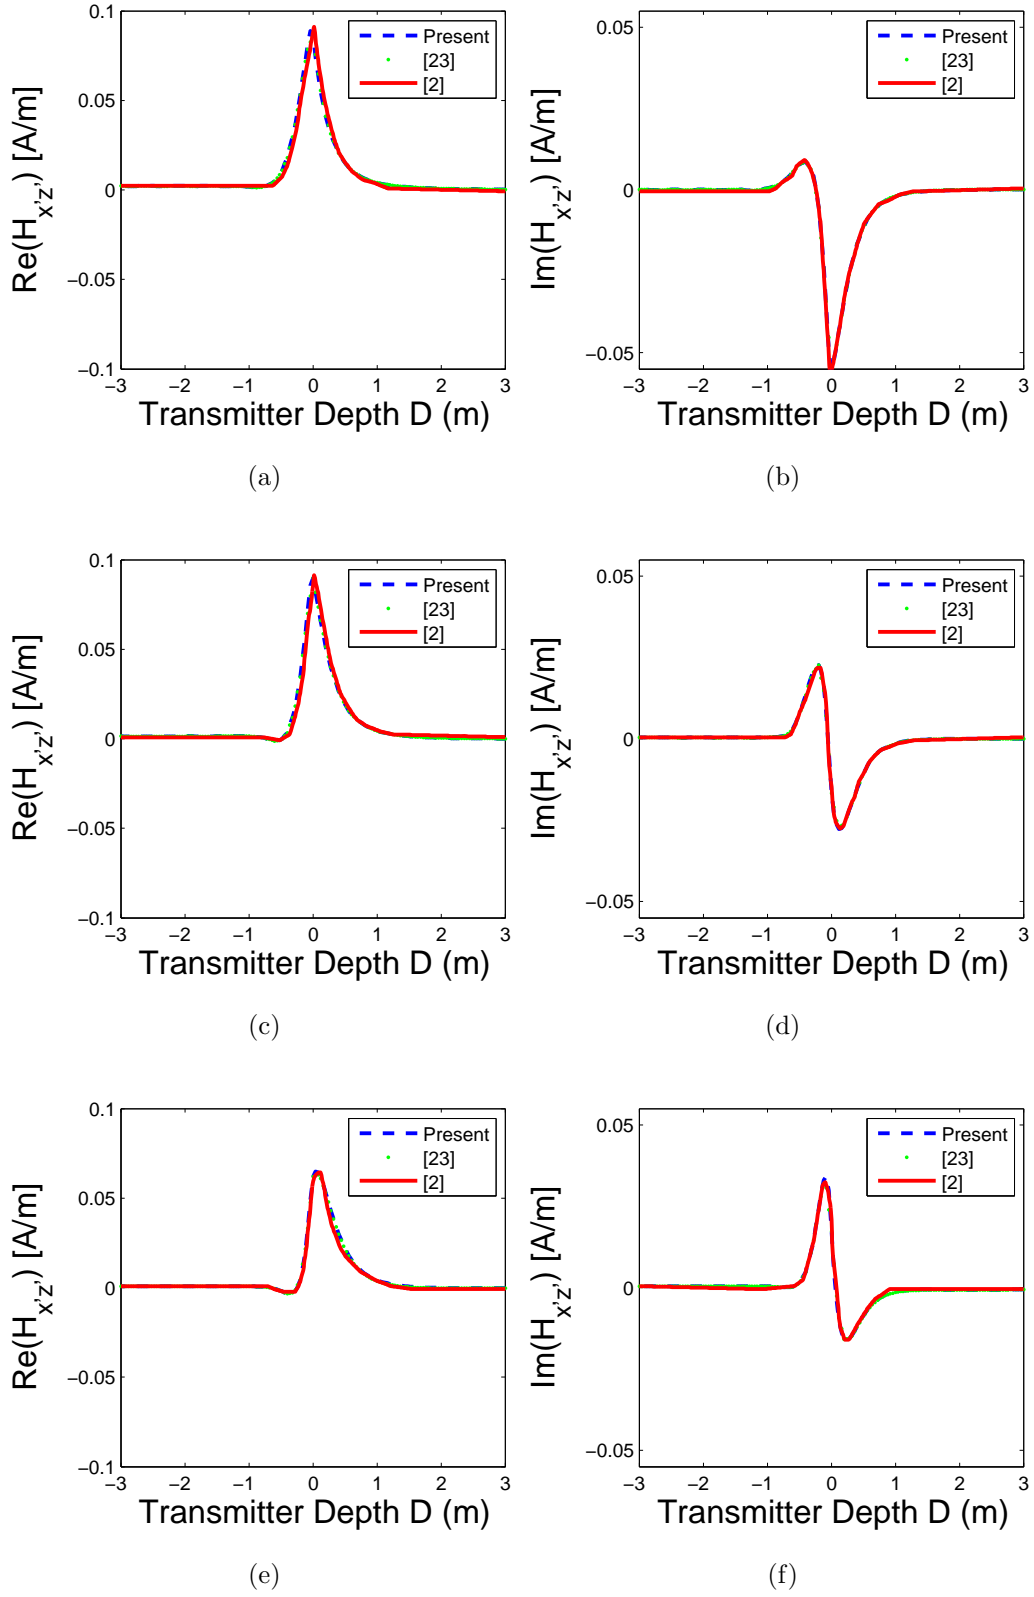 0.1
0.05
0
−0.05
−0.1
Re(H_{x'z'}) [A/m]
Present
[23]
[2]
−3 −2 −1 0 1 2 3
Transmitter Depth D (m)
(a)
0.05
0
−0.05
Im(H_{x'z'}) [A/m]
Present
[23]
[2]
−3 −2 −1 0 1 2 3
Transmitter Depth D (m)
(b)
0.1
0.05
0
−0.05
−0.1
Re(H_{x'z'}) [A/m]
Present
[23]
[2]
−3 −2 −1 0 1 2 3
Transmitter Depth D (m)
(c)
0.05
0
−0.05
Im(H_{x'z'}) [A/m]
Present
[23]
[2]
−3 −2 −1 0 1 2 3
Transmitter Depth D (m)
(d)
0.1
0.05
0
−0.05
−0.1
Re(H_{x'z'}) [A/m]
Present
[23]
[2]
−3 −2 −1 0 1 2 3
Transmitter Depth D (m)
(e)
0.05
0
−0.05
Im(H_{x'z'}) [A/m]
Present
[23]
[2]
−3 −2 −1 0 1 2 3
Transmitter Depth D (m)
(f)